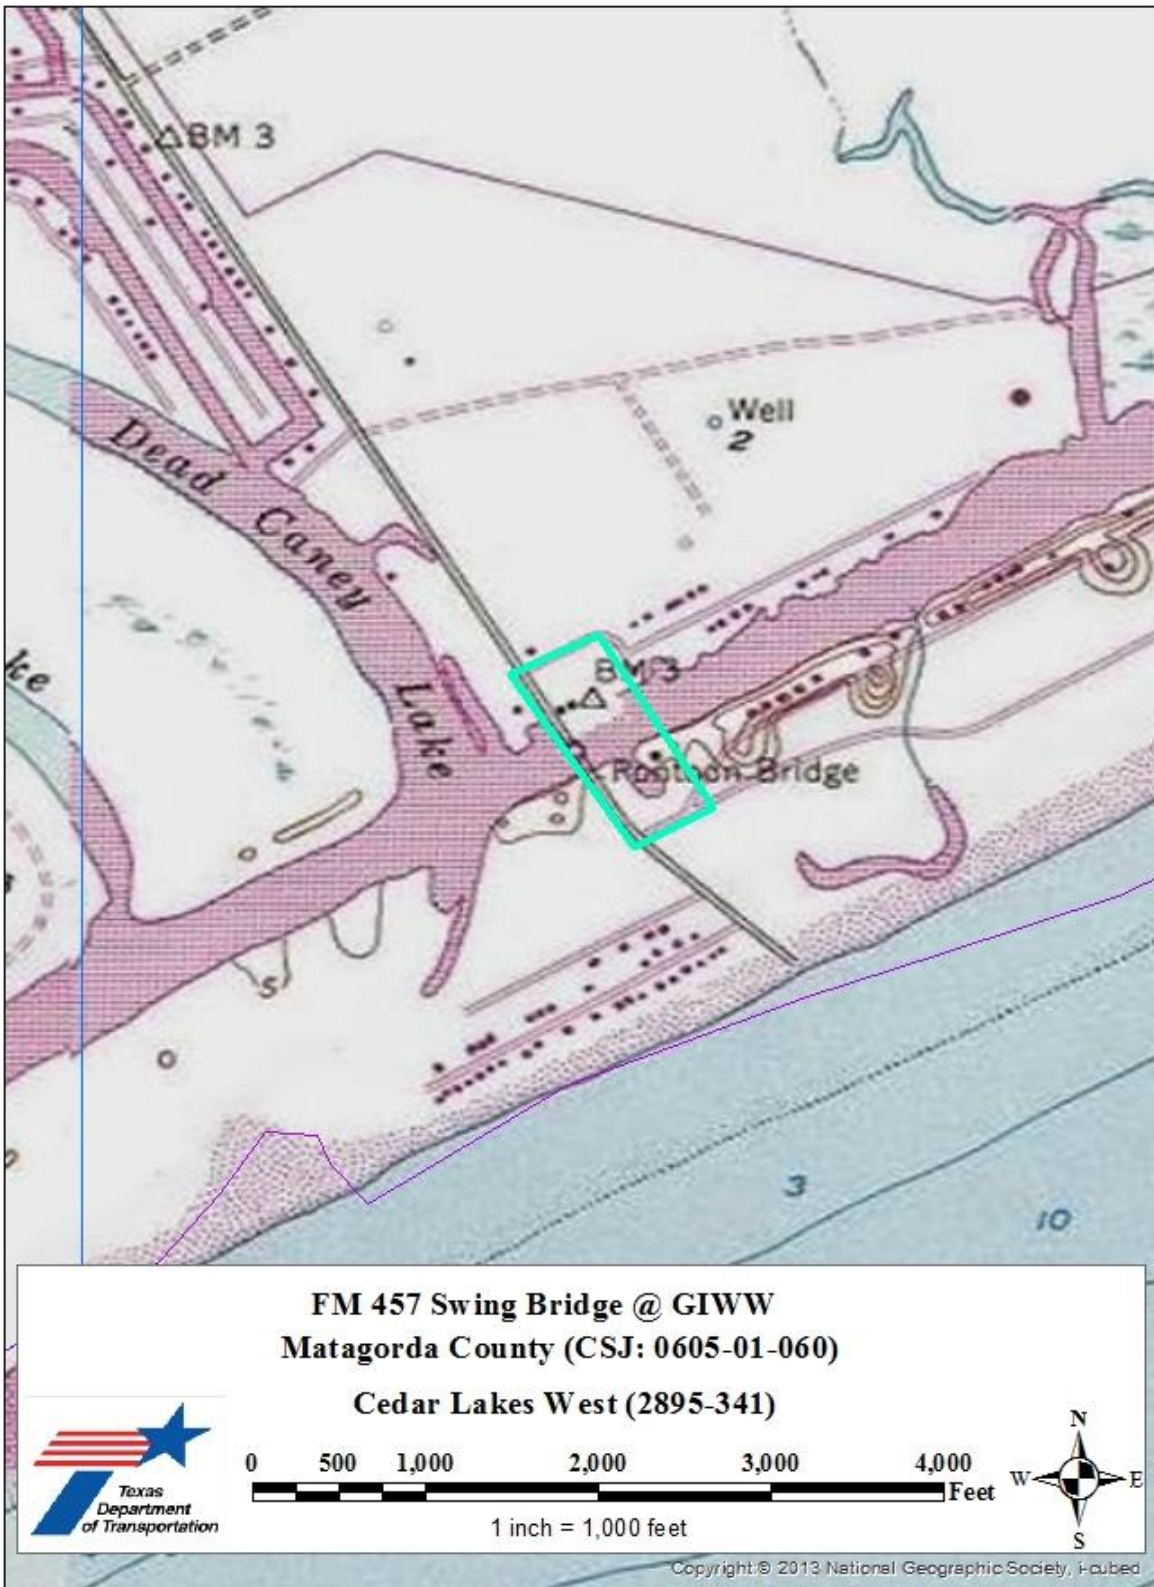 BM 3
Well
2
Dead
Caney
Lake
ke
BM 3
Pontoon Bridge
S
3
10
FM 457 Swing Bridge @ GIWW
Matagorda County (CSJ: 0605-01-060)
Cedar Lakes West (2895-341)
0 500 1,000 2,000 3,000 4,000
Feet
1 inch = 1,000 feet
Texas
Department
of Transportation
N
W E
S
Copyright:© 2013 National Geographic Society, i-cubed